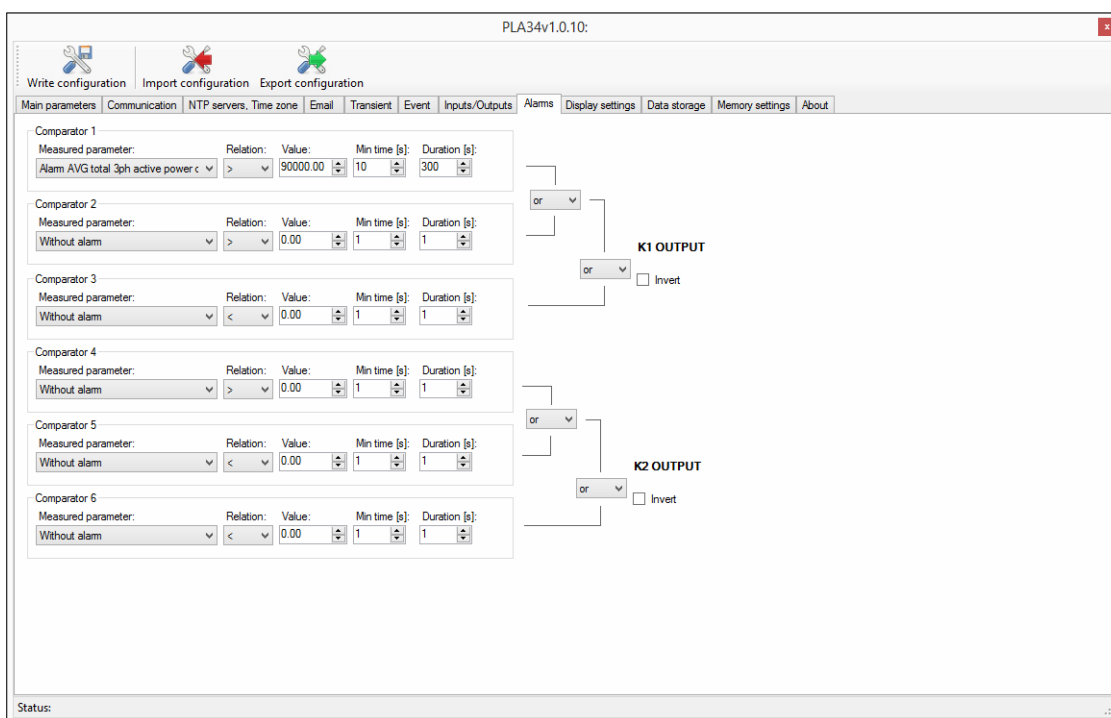 PLA34v1.0.10:
x
Write configuration Import configuration Export configuration
Main parameters Communication NTP servers, Time zone Email Transient Event Inputs/Outputs Alarms Display settings Data storage Memory settings About
Comparator 1
Measured parameter: Relation: Value: Min time [s]: Duration [s]:
Alarm AVG total 3ph active power c > 90000.00 10 300
or
Comparator 2
Measured parameter: Relation: Value: Min time [s]: Duration [s]:
Without alarm > 0.00 1 1
K1 OUTPUT
or Invert
Comparator 3
Measured parameter: Relation: Value: Min time [s]: Duration [s]:
Without alarm < 0.00 1 1
Comparator 4
Measured parameter: Relation: Value: Min time [s]: Duration [s]:
Without alarm > 0.00 1 1
or
Comparator 5
Measured parameter: Relation: Value: Min time [s]: Duration [s]:
Without alarm < 0.00 1 1
K2 OUTPUT
or Invert
Comparator 6
Measured parameter: Relation: Value: Min time [s]: Duration [s]:
Without alarm < 0.00 1 1
Status: